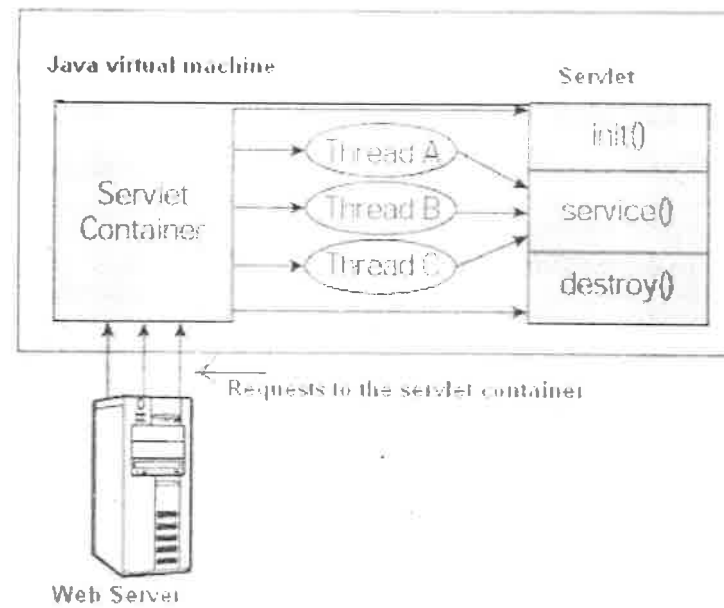 Java virtual machine
Servlet
Servlet
Container
Thread A
Thread B
Thread C
init()
service()
destroy()
Requests to the servlet container
Web Server